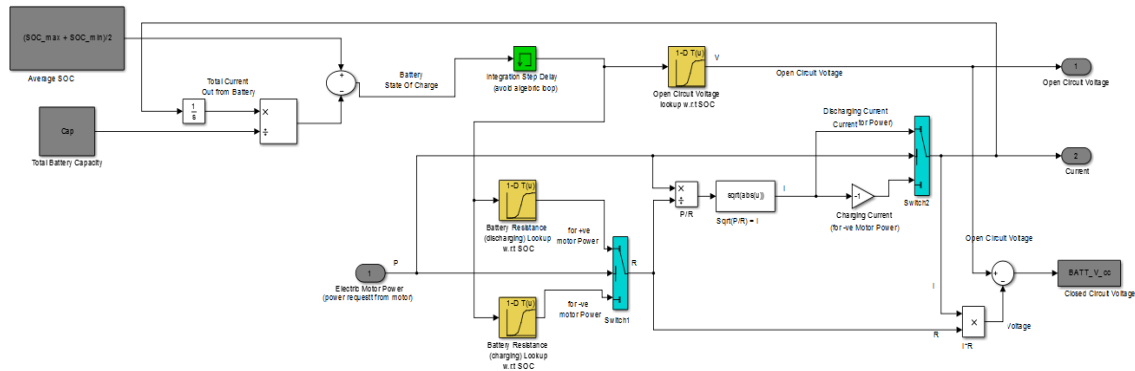 (SOC_max + SOC_min)/2
Average SOC
Total Current
Out from Battery
1
s
×
÷
Cap
Total Battery Capacity
+
−
Battery
State Of Charge
Integration Step Delay
(avoid algebric loop)
1-D T(u)
Open Circuit Voltage
lookup w.r.t SOC
V
Open Circuit Voltage
1
Open Circuit Voltage
Discharging Current
Current
tor Power)
2
Current
Switch2
×
÷
P/R
sqrt(abs(u))
Sqrt(P/R) = I
I
-1
Charging Current
(for -ve Motor Power)
1-D T(u)
Battery Resistance
(discharging) Lookup
w.r.t SOC
for +ve
motor Power
P
1
Electric Motor Power
(power requestt from motor)
R
Switch1
1-D T(u)
Battery Resistance
(charging) Lookup
w.r.t SOC
for -ve
motor Power
Open Circuit Voltage
+
−
BATT_V_cc
Closed Circuit Voltage
I
R
×
I*R
Voltage